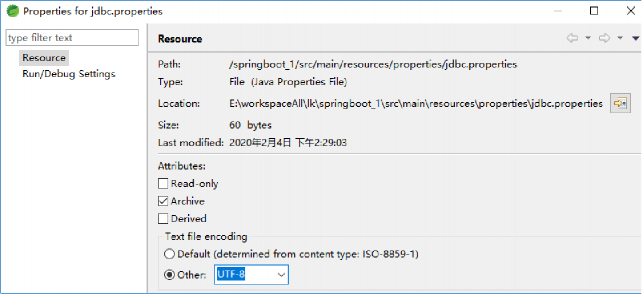 Properties for jdbc.properties
type filter text
Resource
Run/Debug Settings
Resource
Path: /springboot_1/src/main/resources/properties/jdbc.properties
Type: File (Java Properties File)
Location: E:\workspaceAll\lk\springboot_1\src\main\resources\properties\jdbc.properties
Size: 60 bytes
Last modified: 2020年2月4日 下午2:29:03
Attributes:
Read-only
Archive
Derived
Text file encoding
Default (determined from content type: ISO-8859-1)
Other: UTF-8